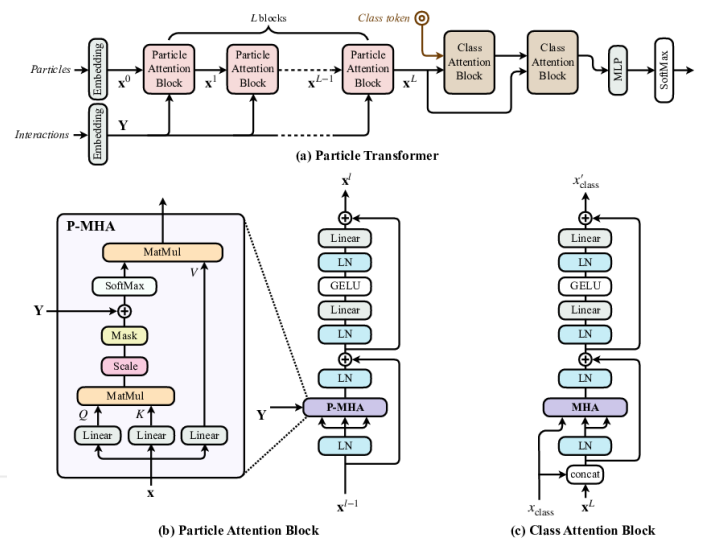 L blocks
Class token
Particles
Embedding
x⁰
Particle
Attention
Block
x¹
Particle
Attention
Block
xᴸ⁻¹
Particle
Attention
Block
xᴸ
Class
Attention
Block
Class
Attention
Block
MLP
SoftMax
Interactions
Embedding
Y
(a) Particle Transformer
P-MHA
MatMul
V
SoftMax
Y
Mask
Scale
MatMul
Q
K
Linear
Linear
Linear
x
xˡ
Linear
LN
GELU
Linear
LN
LN
Y
P-MHA
LN
xˡ⁻¹
(b) Particle Attention Block
x′class
Linear
LN
GELU
Linear
LN
LN
MHA
LN
concat
xclass
xᴸ
(c) Class Attention Block